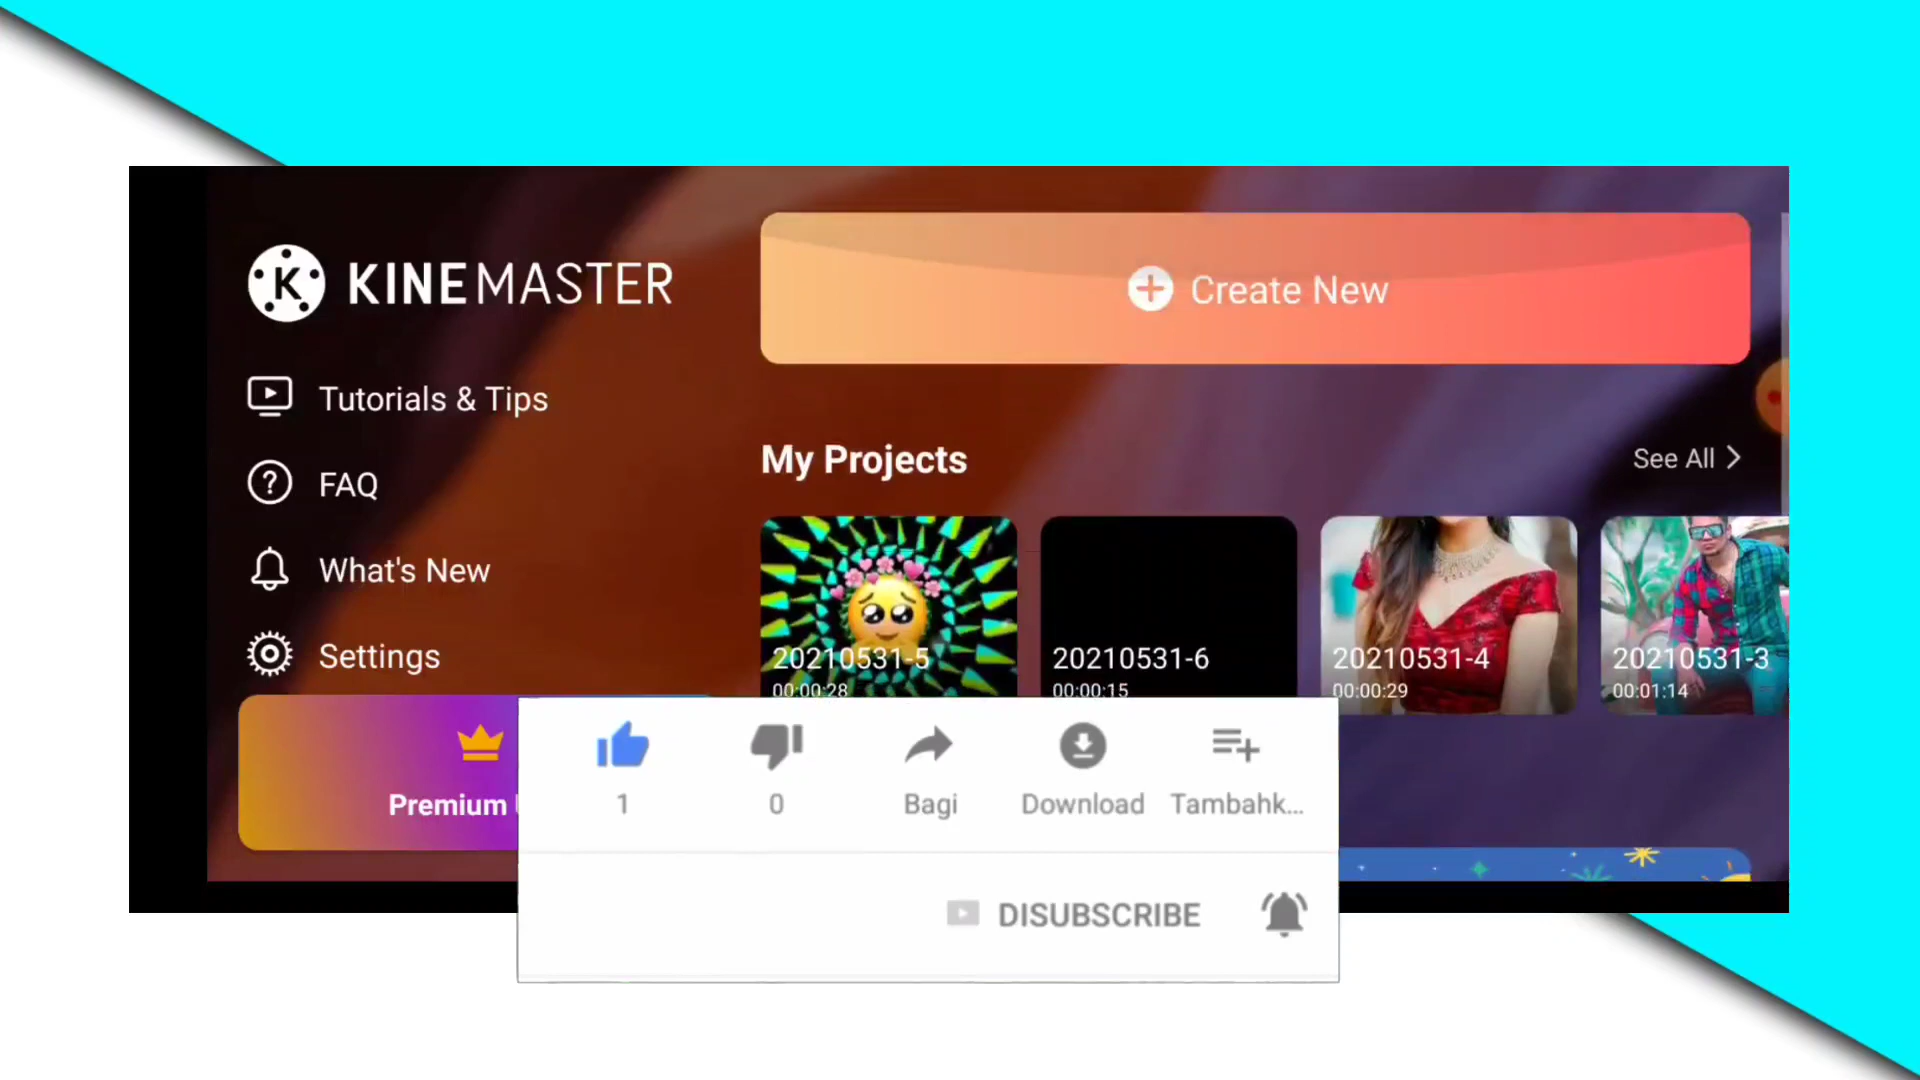 KINEMASTER
Create New
Tutorials & Tips
FAQ
What's New
Settings
Premium
My Projects
See All
20210531-5
00:00:28
20210531-6
00:00:15
20210531-4
00:00:29
20210531-3
00:01:14
1
0
Bagi
Download
Tambahk...
DISUBSCRIBE